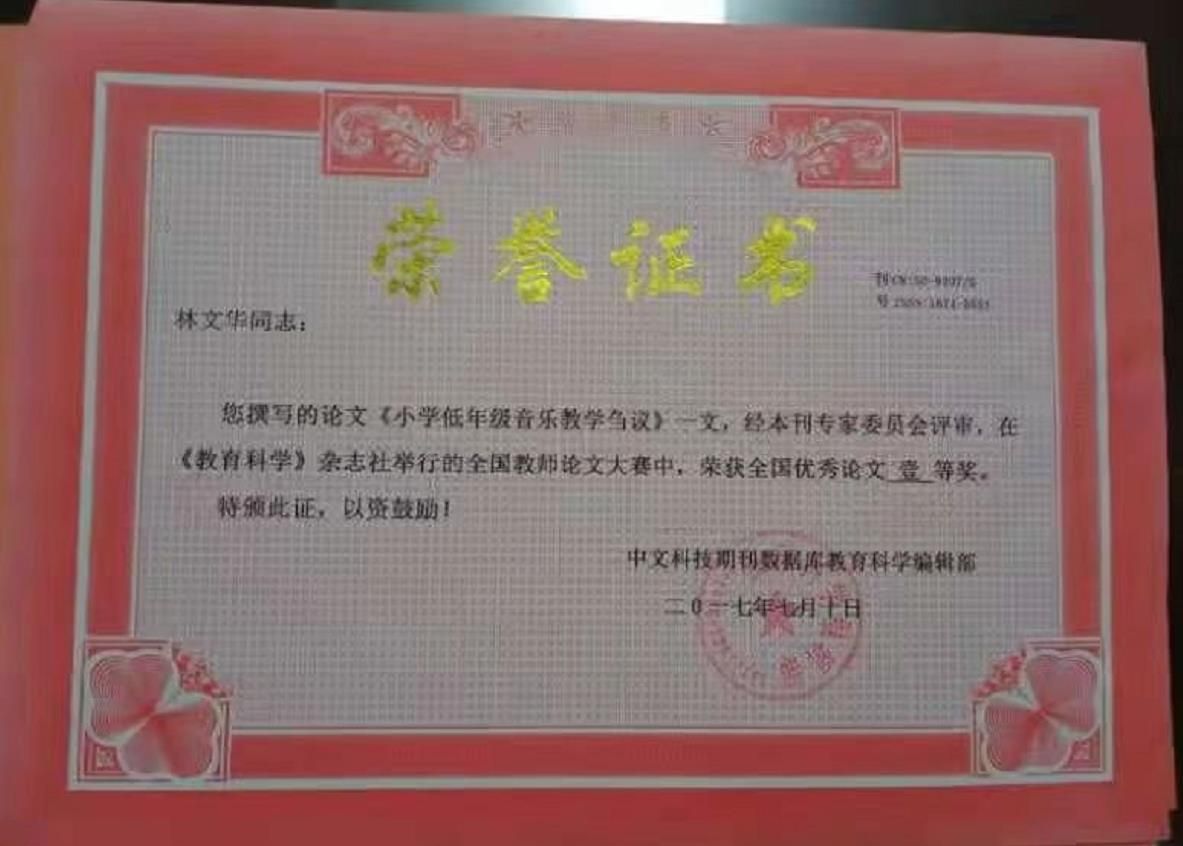 荣誉证书
刊
号
林文华同志:
您撰写的论文《小学低年级音乐教学刍议》一文,经本刊专家委员会评审,在
《教育科学》杂志社举行的全国教师论文大赛中,荣获全国优秀论文 壹 等奖。
特颁此证,以资鼓励!
中文科技期刊数据库教育科学编辑部
二0一七年七月十日